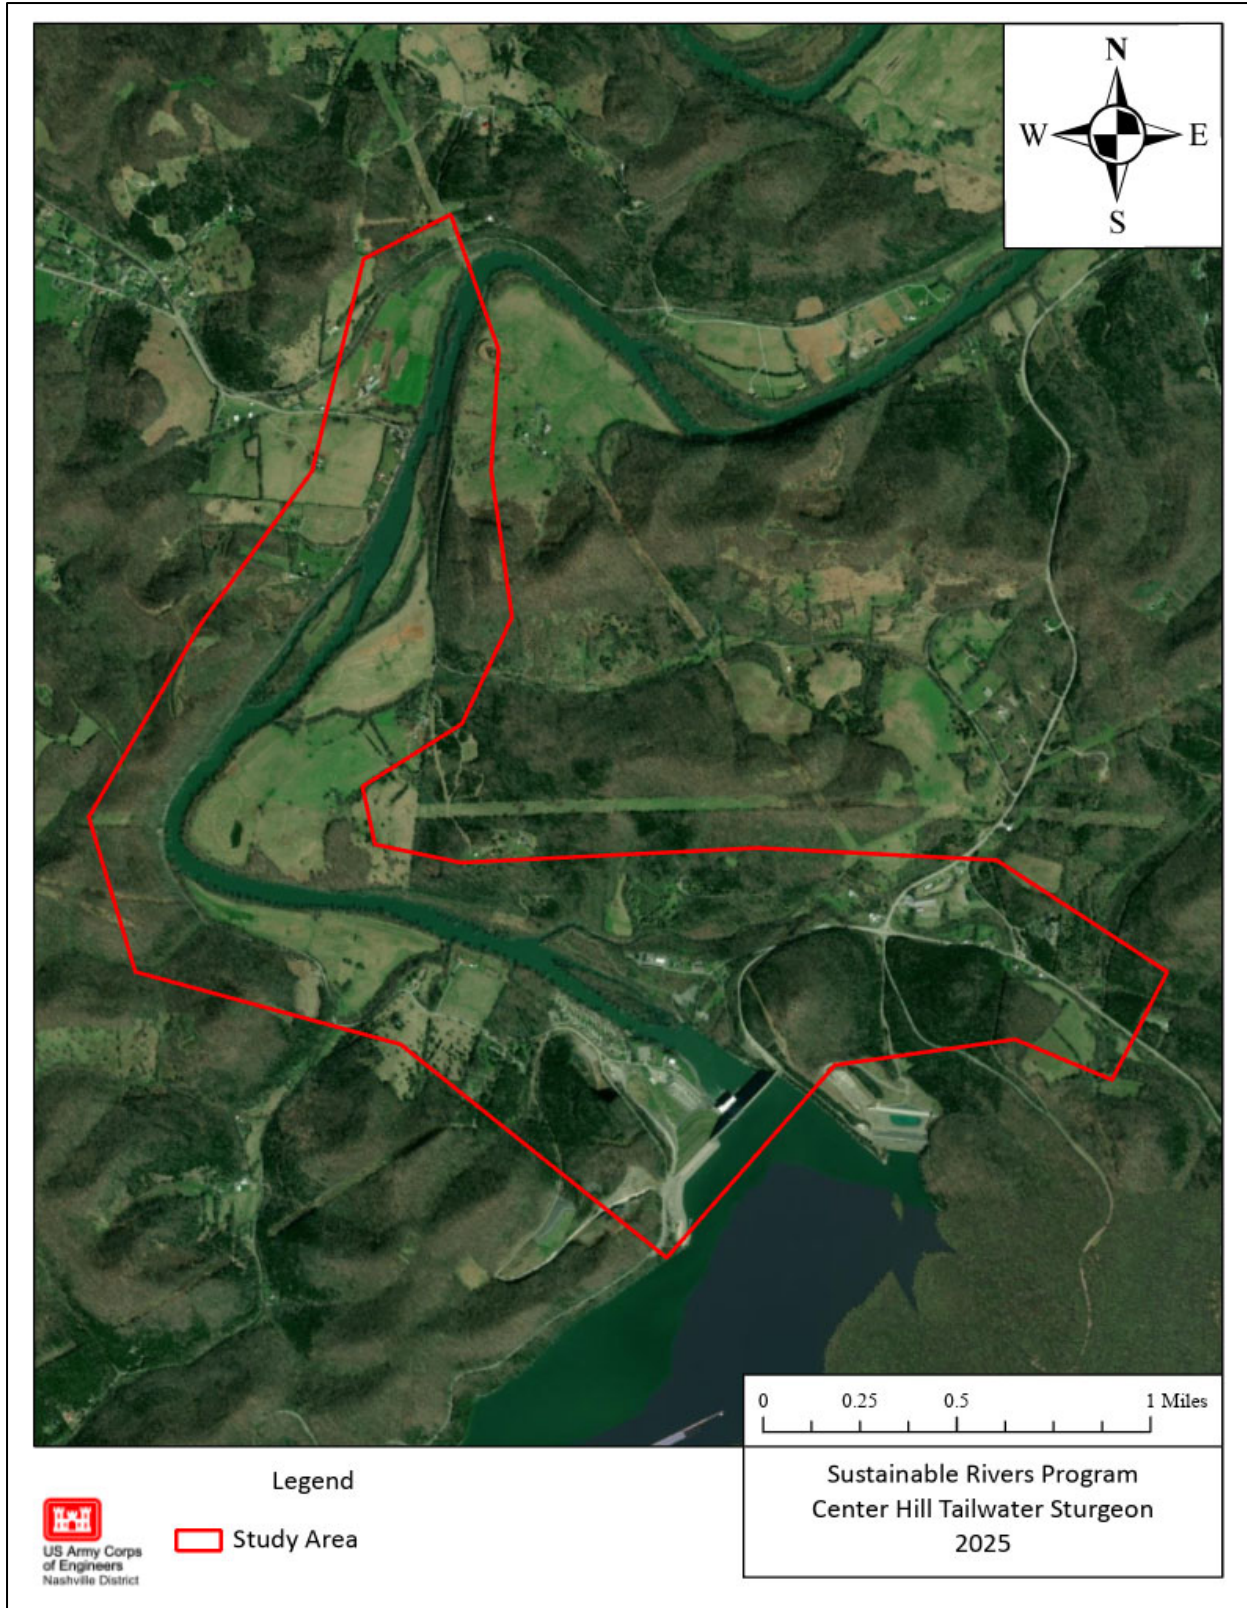 N
W E
S
0 0.25 0.5 1 Miles
Legend
Study Area
US Army Corps
of Engineers
Nashville District
Sustainable Rivers Program
Center Hill Tailwater Sturgeon
2025